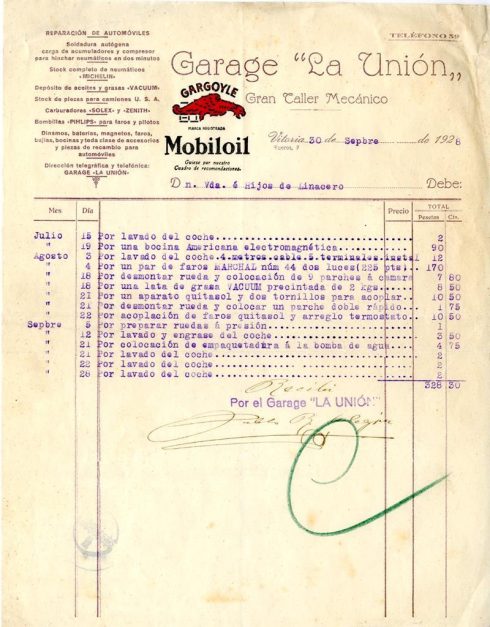 REPARACIÓN DE AUTOMÓVILES
Soldadura autógena
carga de acumuladores y compresor
para hinchar neumáticos en dos minutos
Stock completo de neumáticos
«MICHELIN»
Depósito de aceites y grasas «VACUUM»
Stock de piezas para camiones U. S. A.
Carburadores «SOLEX» y «ZENITH»
Bombillas «PIHLIPS» para faros y pilotos
Dinamos, baterías, magnetos, faros,
bujías, bocinas y toda clase de accesorios
y piezas de recambio para
automóviles
Dirección telegráfica y telefónica:
GARAGE «LA UNIÓN»
TELÉFONO 59
Garage "La Unión„
Gran Taller Mecánico
GARGOYLE
MARCA REGISTRADA
Mobiloil
Guíese por nuestro
Cuadro de recomendaciones.
Vitoria 30 de Sepbre de 1928
D n. Vda. é Hijos de Linacero Debe:
Mes Día Precio TOTAL
Pesetas Cts.
Julio 15 Por lavado del coche 2
" 19 Por una bocina Americana electromagnética 90
Agosto 3 Por lavado del coche 4 metros cable 5 terminales instal 12
" 4 Por un par de faros MARCHAL núm 44 dos luces (225 pts) 170
" 18 Por desmontar rueda y colocación de 9 parches á cámara 7 80
" 18 Por una lata de grasa VACUUM precintada de 2 kgs 8 50
" 21 Por un aparato quitasol y dos tornillos para acoplar 10 50
" 21 Por desmontar rueda y colocar un parche doble rápido 1 75
" 22 Por acoplación de faros quitasol y arreglo termostato 10 50
Sepbre 5 Por preparar ruedas á presión 1
" 12 Por lavado y engrase del coche 3 50
" 21 Por colocación de empaquetadura á la bomba de agua 4 75
" 21 Por lavado del coche 2
" 22 Por lavado del coche 2
" 28 Por lavado del coche 2
328 30
Recibí
Por el Garage "LA UNIÓN"